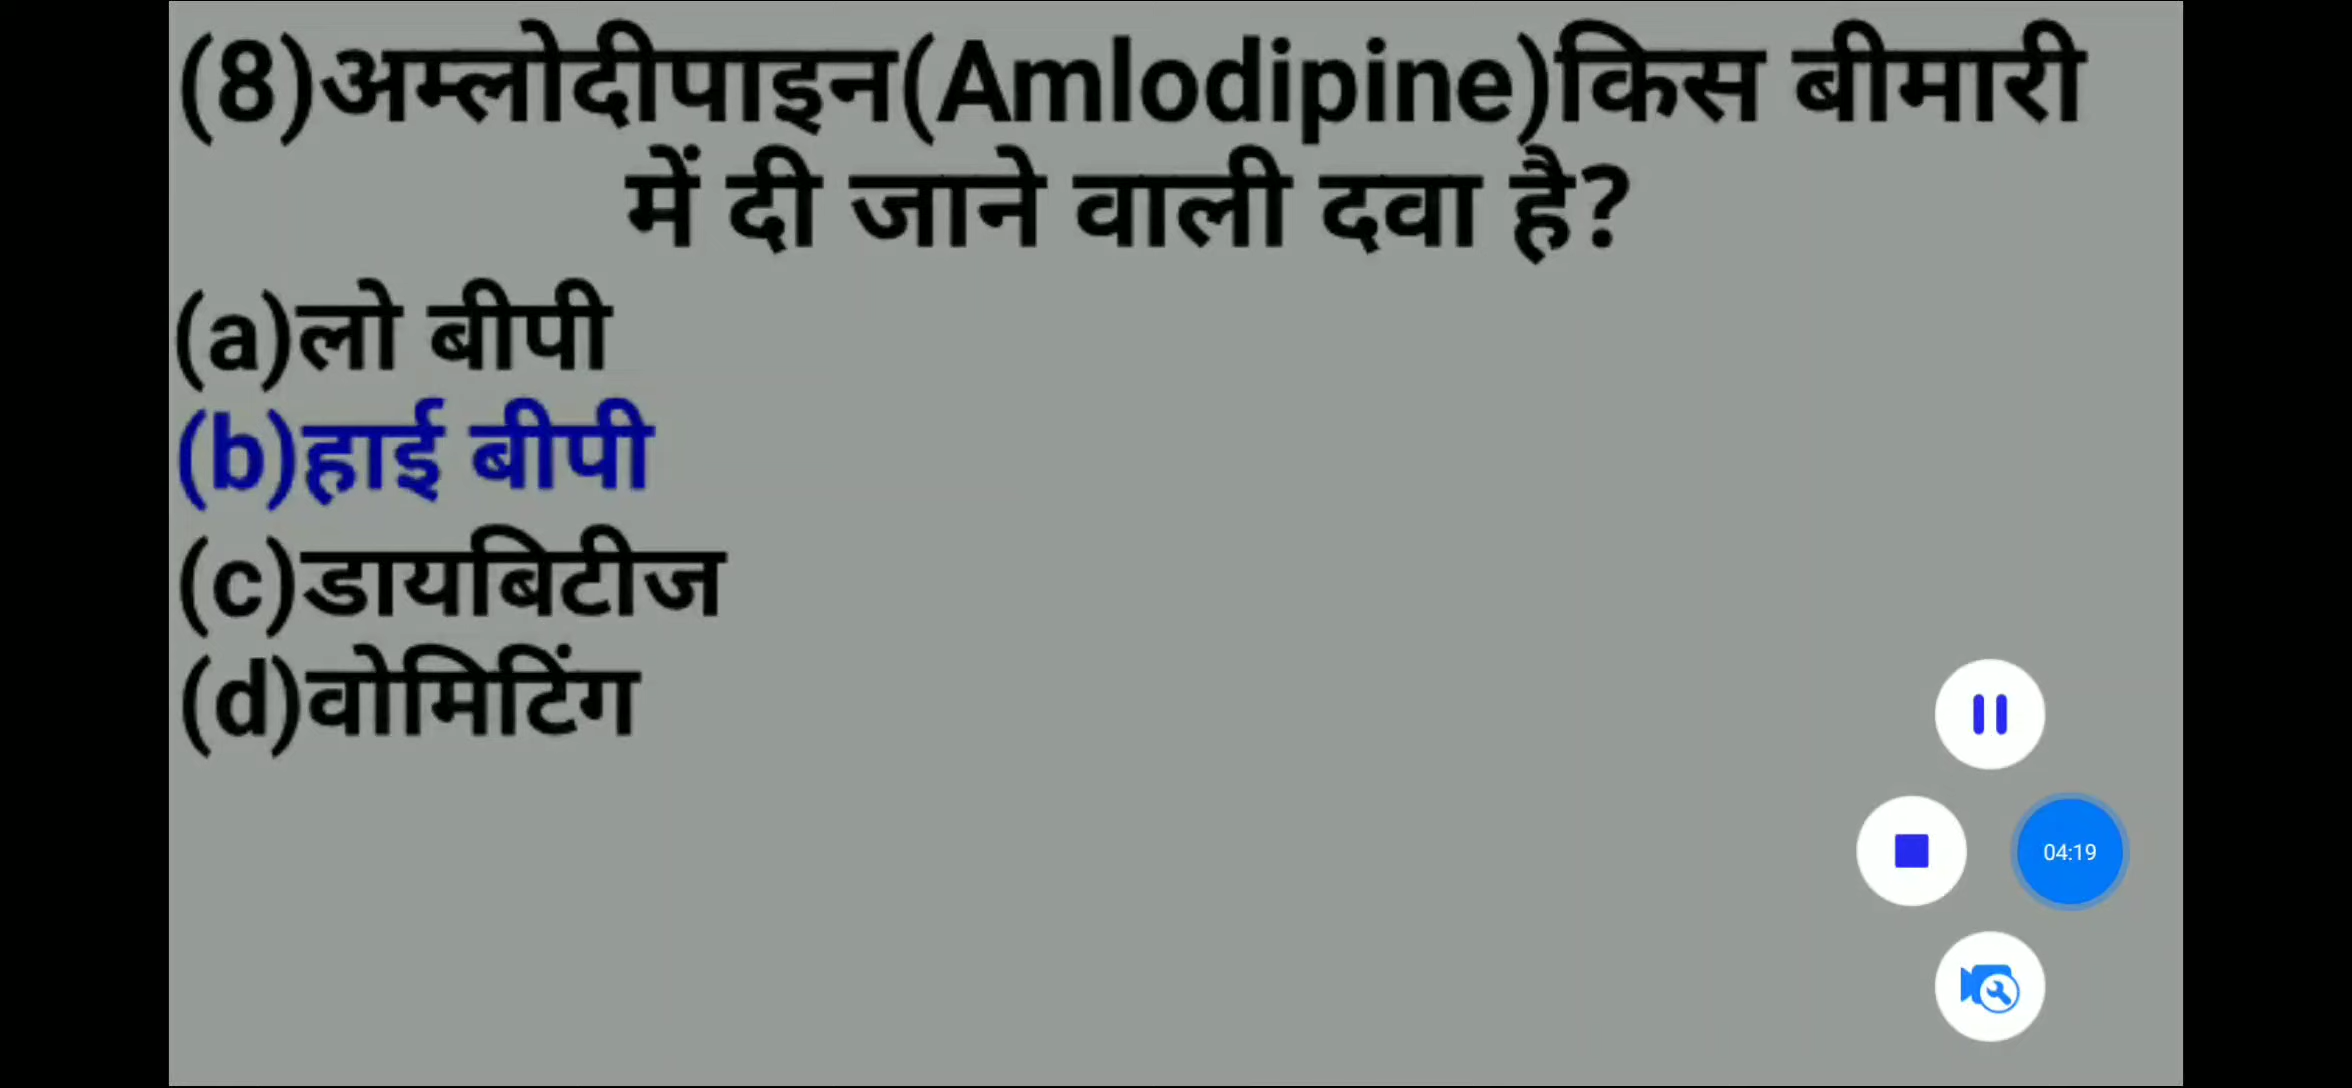 (8)अम्लोदीपाइन(Amlodipine)किस बीमारी
में दी जाने वाली दवा है?
(a)लो बीपी
(b)हाई बीपी
(c)डायबिटीज
(d)वोमिटिंग
04:19